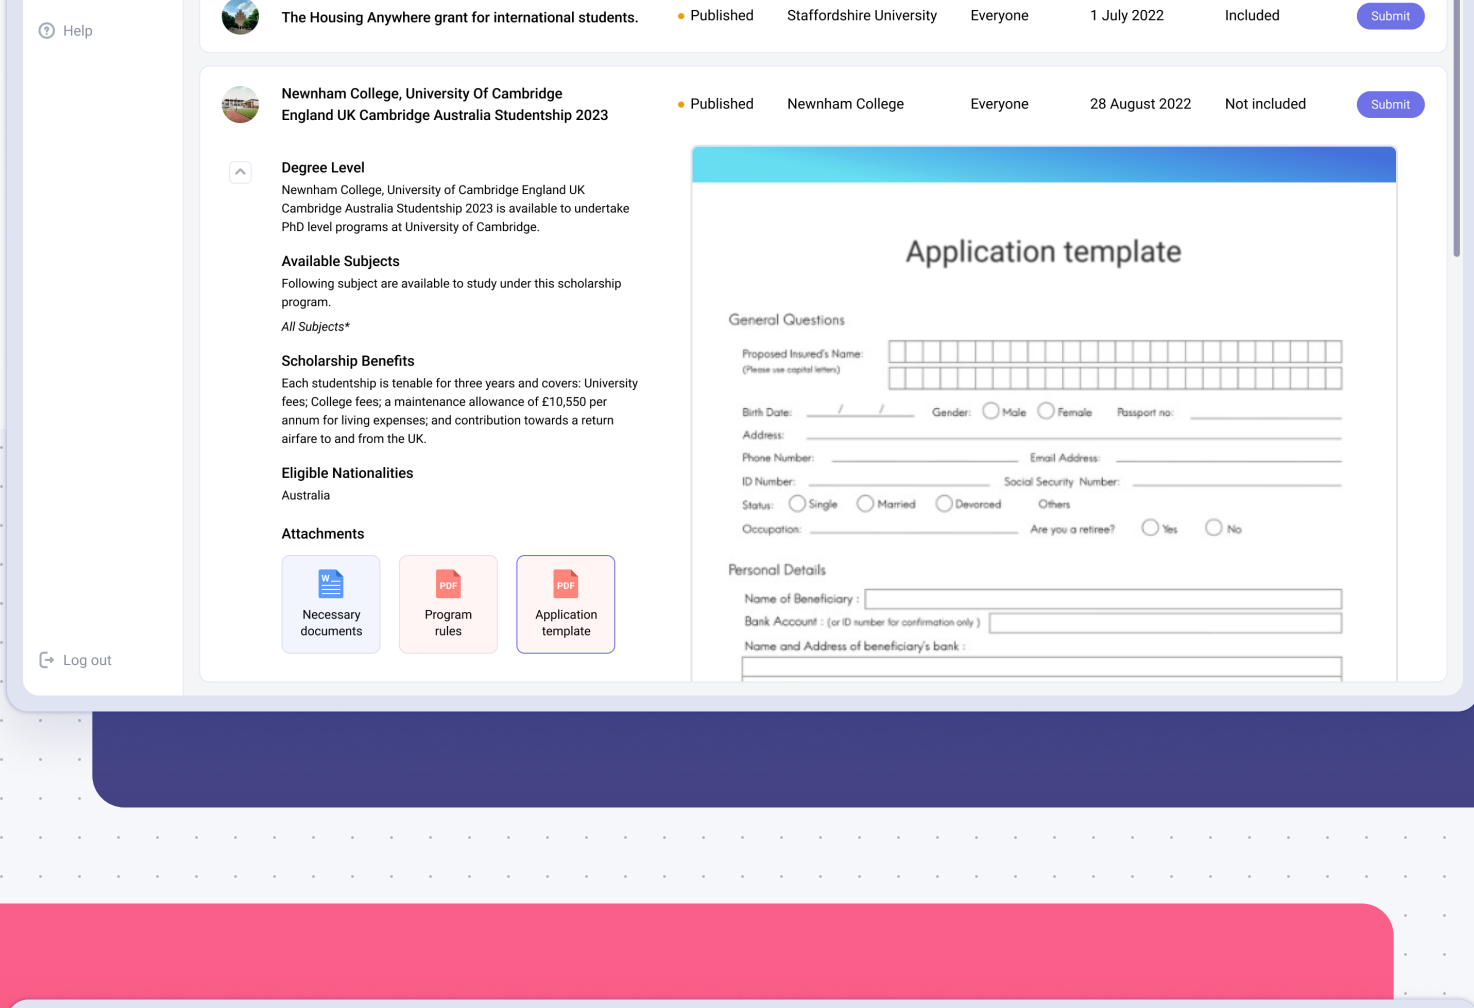 Help
The Housing Anywhere grant for international students.
Published
Staffordshire University
Everyone
1 July 2022
Included
Submit
Newnham College, University Of Cambridge
England UK Cambridge Australia Studentship 2023
Published
Newnham College
Everyone
28 August 2022
Not included
Submit
Degree Level
Newnham College, University of Cambridge England UK
Cambridge Australia Studentship 2023 is available to undertake
PhD level programs at University of Cambridge.
Available Subjects
Following subject are available to study under this scholarship
program.
All Subjects*
Scholarship Benefits
Each studentship is tenable for three years and covers: University
fees; College fees; a maintenance allowance of £10,550 per
annum for living expenses; and contribution towards a return
airfare to and from the UK.
Eligible Nationalities
Australia
Attachments
W
Necessary
documents
PDF
Program
rules
PDF
Application
template
Application template
General Questions
Proposed Insured's Name:
(Please use capital letters)
Birth Date: / / Gender: Male Female Passport no:
Address:
Phone Number: Email Address:
ID Number: Social Security Number:
Status: Single Married Devorced Others
Occupation: Are you a retiree? Yes No
Personal Details
Name of Beneficiary :
Bank Account : (or ID number for confirmation only )
Name and Address of beneficiary's bank :
Log out